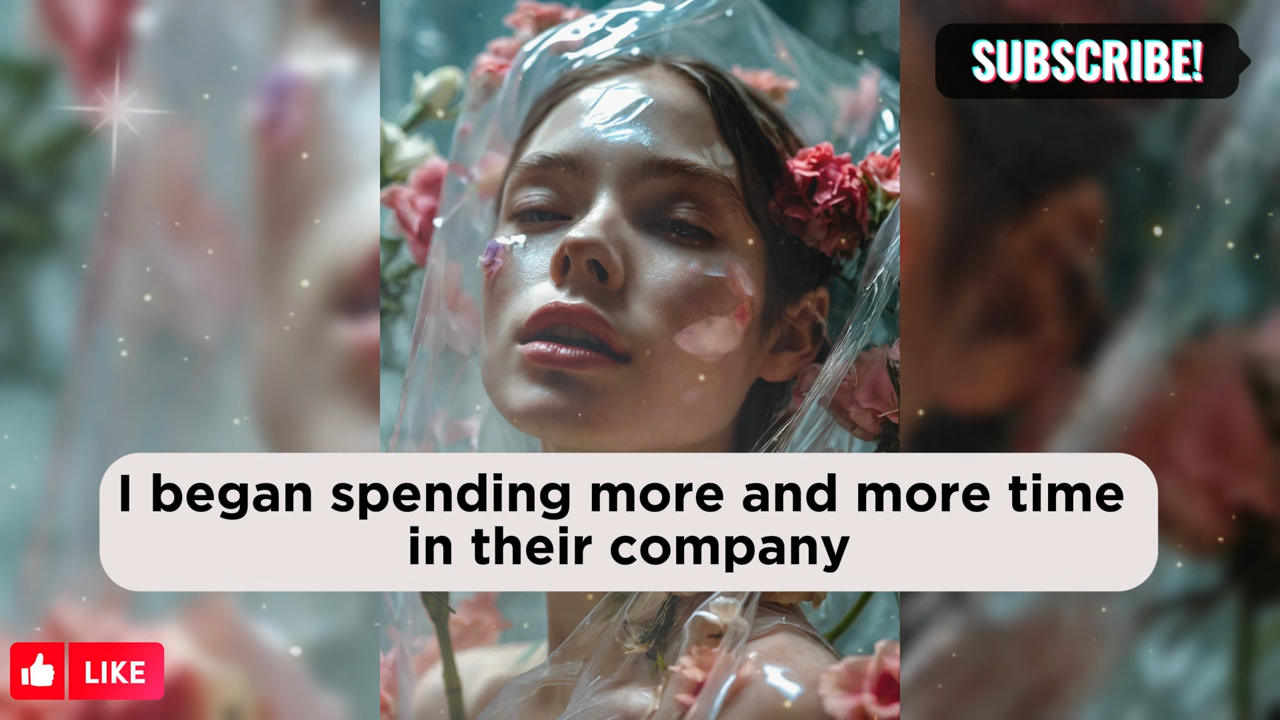 SUBSCRIBE!
I began spending more and more time
in their company
LIKE